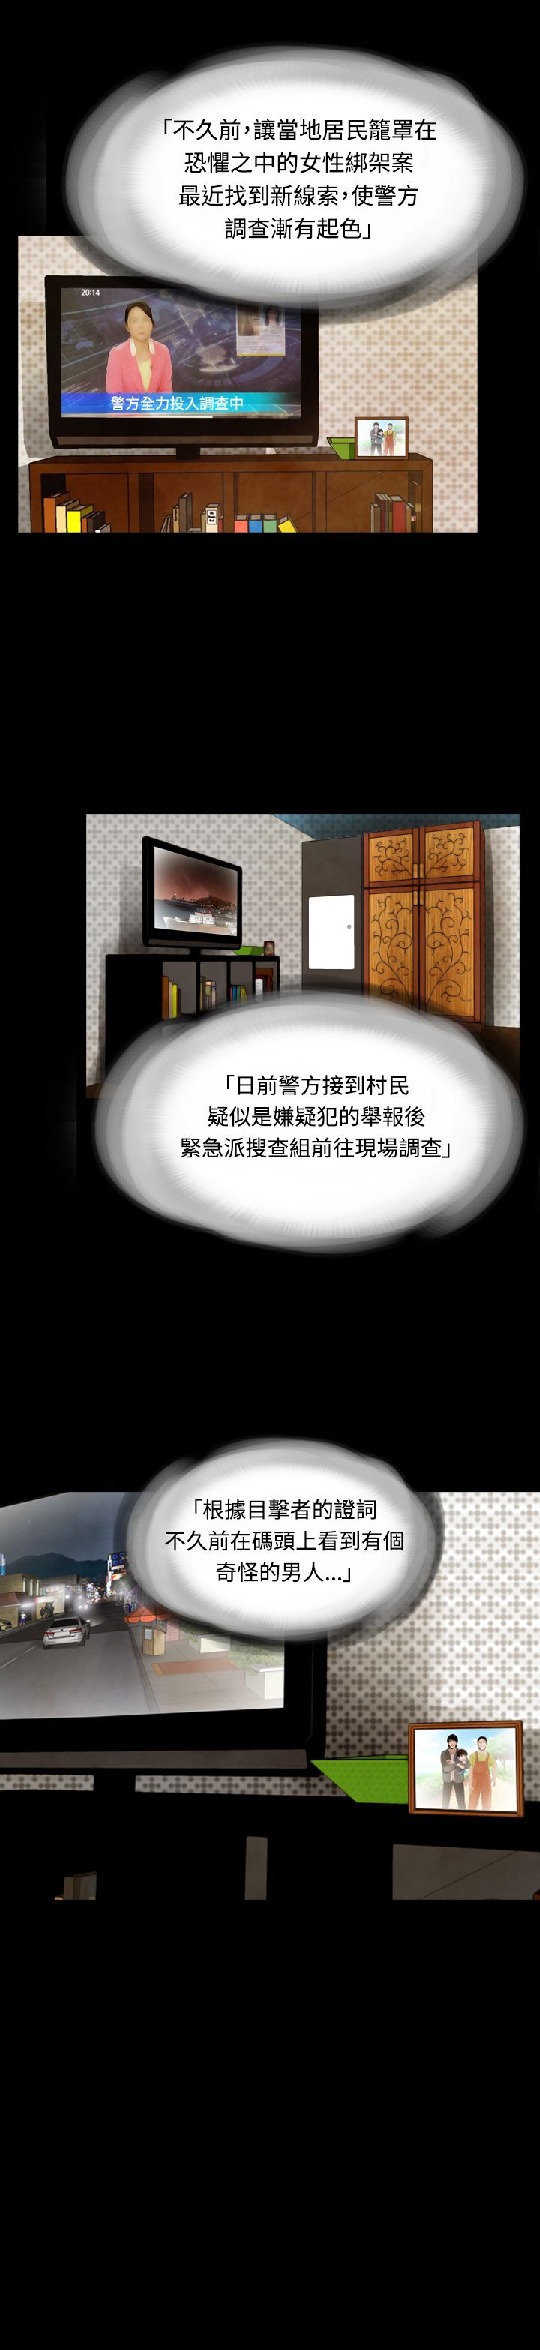 「不久前，讓當地居民籠罩在
恐懼之中的女性綁架案
最近找到新線索，使警方
調查漸有起色」
20:14
警方全力投入調查中
「日前警方接到村民
疑似是嫌疑犯的舉報後
緊急派搜查組前往現場調查」
「根據目擊者的證詞
不久前在碼頭上看到有個
奇怪的男人...」